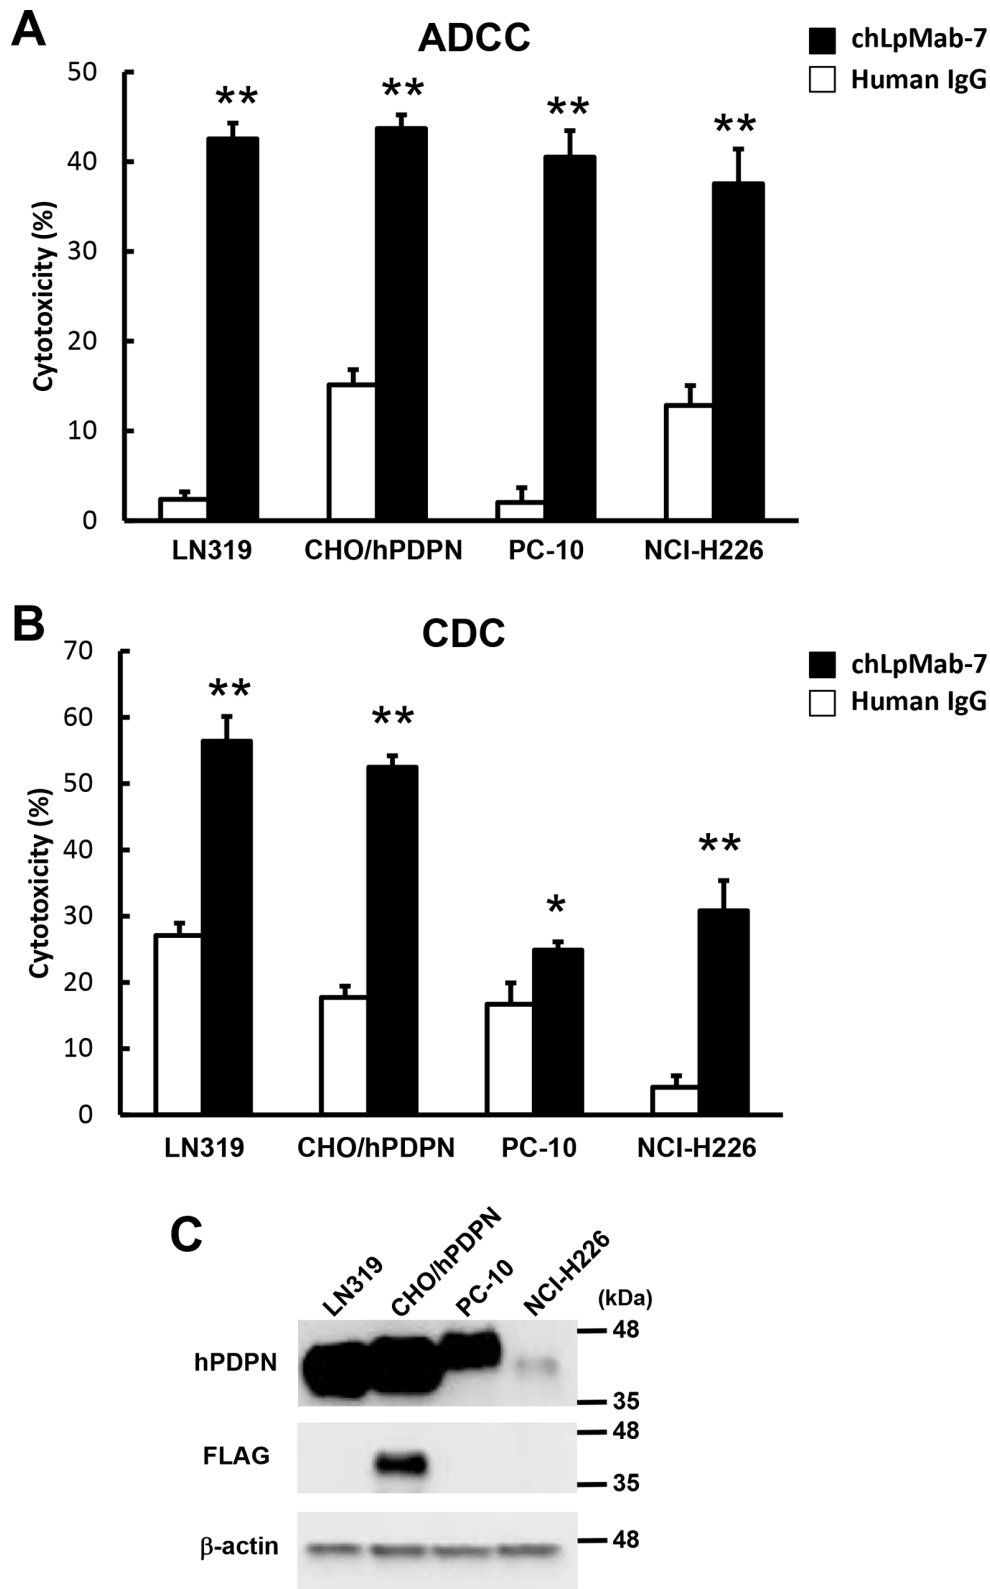 A
ADCC
chLpMab-7
Human IgG
Cytotoxicity (%)
50
40
30
20
10
0
**
**
**
**
LN319
CHO/hPDPN
PC-10
NCI-H226
B
CDC
chLpMab-7
Human IgG
Cytotoxicity (%)
70
60
50
40
30
20
10
0
**
**
*
**
LN319
CHO/hPDPN
PC-10
NCI-H226
C
LN319
CHO/hPDPN
PC-10
NCI-H226
(kDa)
hPDPN
48
35
FLAG
48
35
β-actin
48